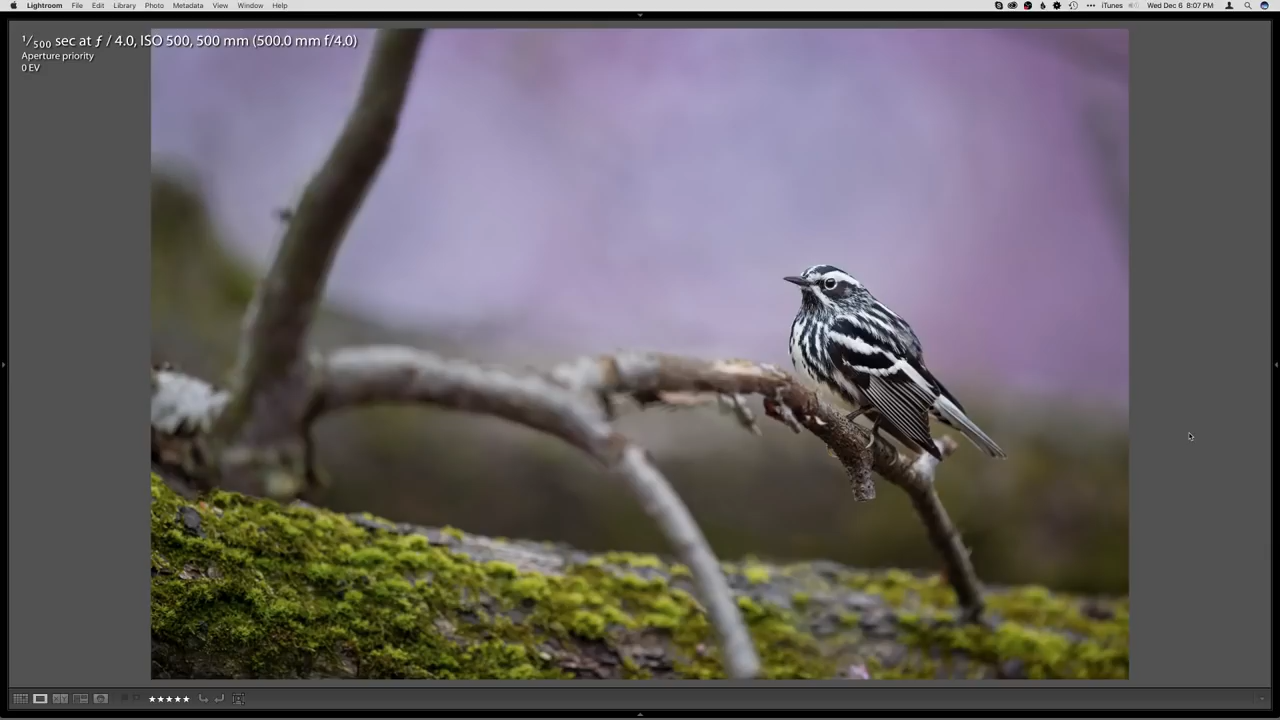 Lightroom File Edit Library Photo Metadata View Window Help iTunes Wed Dec 6 8:07 PM
1/500 sec at ƒ / 4.0, ISO 500, 500 mm (500.0 mm f/4.0)
Aperture priority
0 EV